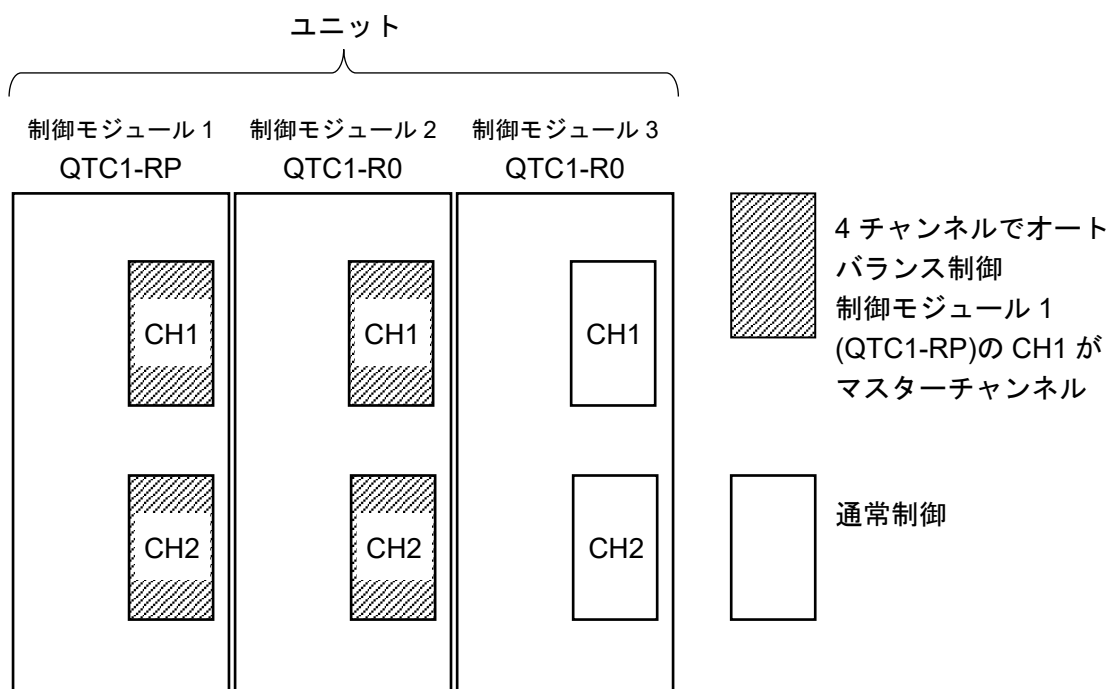 ユニット
制御モジュール 1 制御モジュール 2 制御モジュール 3
QTC1-RP QTC1-R0 QTC1-R0
CH1 CH1 CH1
CH2 CH2 CH2
4 チャンネルでオート
バランス制御
制御モジュール 1
(QTC1-RP)の CH1 が
マスターチャンネル
通常制御